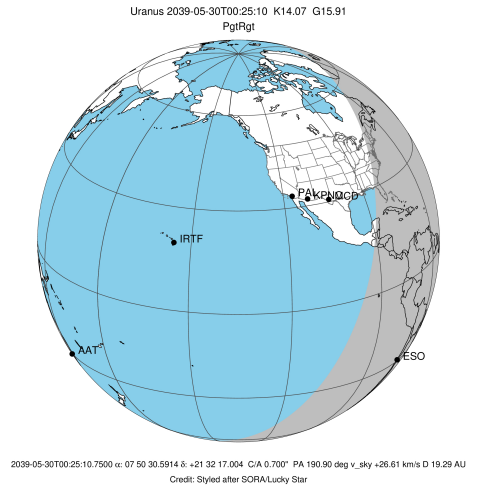 Uranus 2039-05-30T00:25:10 K14.07 G15.91
PgtRgt
PAL
KPNO
MCD
IRTF
AAT
ESO
2039-05-30T00:25:10.7500 α: 07 50 30.5914 δ: +21 32 17.004 C/A 0.700" PA 190.90 deg v_sky +26.61 km/s D 19.29 AU
Credit: Styled after SORA/Lucky Star